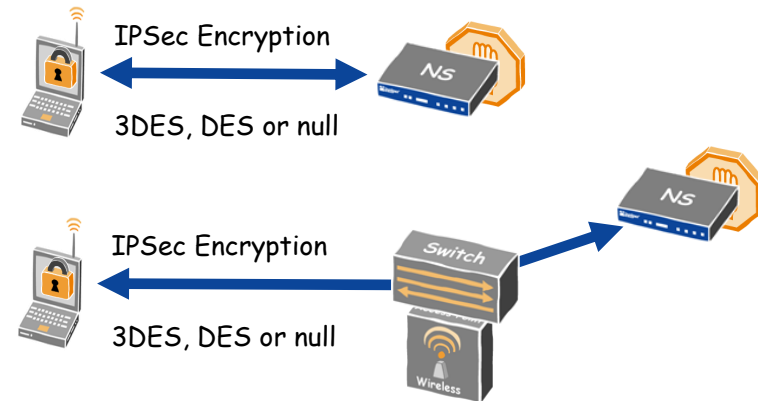 IPSec Encryption
NS
3DES, DES or null
NS
IPSec Encryption
Switch
3DES, DES or null
Wireless